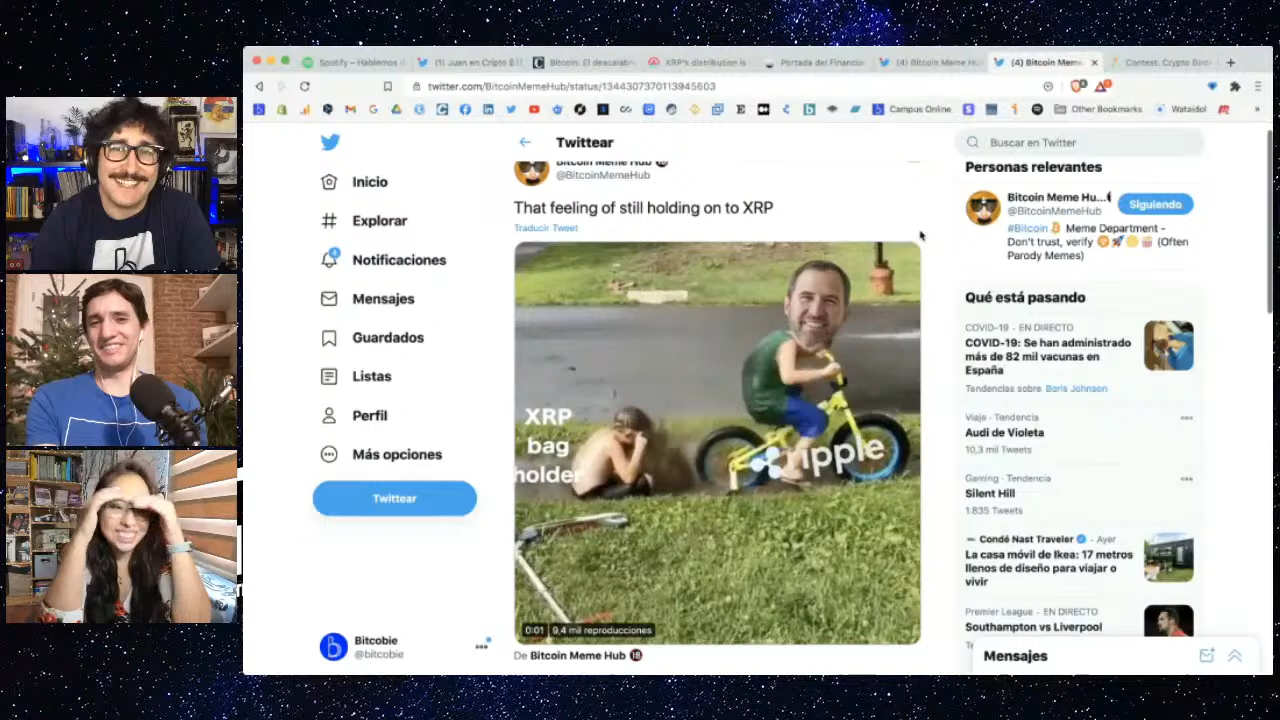 Spotify – Hablemos d
(1) Juan en Cripto
Bitcoin: El descalabro
XRP's distribution is
Portada del Financial
(4) Bitcoin Meme Hu
(4) Bitcoin Meme
Contest. Crypto Bird
twitter.com/BitcoinMemeHub/status/1344307370113945603
Campus Online
Other Bookmarks
Wataidol
Inicio
Explorar
Notificaciones
Mensajes
Guardados
Listas
Perfil
Más opciones
Twittear
Bitcobie
@bitcobie
Twittear
Bitcoin Meme Hub
@BitcoinMemeHub
That feeling of still holding on to XRP
Traducir Tweet
XRP
bag
holder
ripple
0:01
9,4 mil reproducciones
De Bitcoin Meme Hub
Buscar en Twitter
Personas relevantes
Bitcoin Meme Hu...
@BitcoinMemeHub
Siguiendo
#Bitcoin Meme Department -
Don't trust, verify (Often
Parody Memes)
Qué está pasando
COVID-19 · EN DIRECTO
COVID-19: Se han administrado
más de 82 mil vacunas en
España
Tendencias sobre Boris Johnson
Viaje · Tendencia
Audi de Violeta
10,3 mil Tweets
Gaming · Tendencia
Silent Hill
1.835 Tweets
Condé Nast Traveler · Ayer
La casa móvil de Ikea: 17 metros
llenos de diseño para viajar o
vivir
Premier League · EN DIRECTO
Southampton vs Liverpool
Mensajes